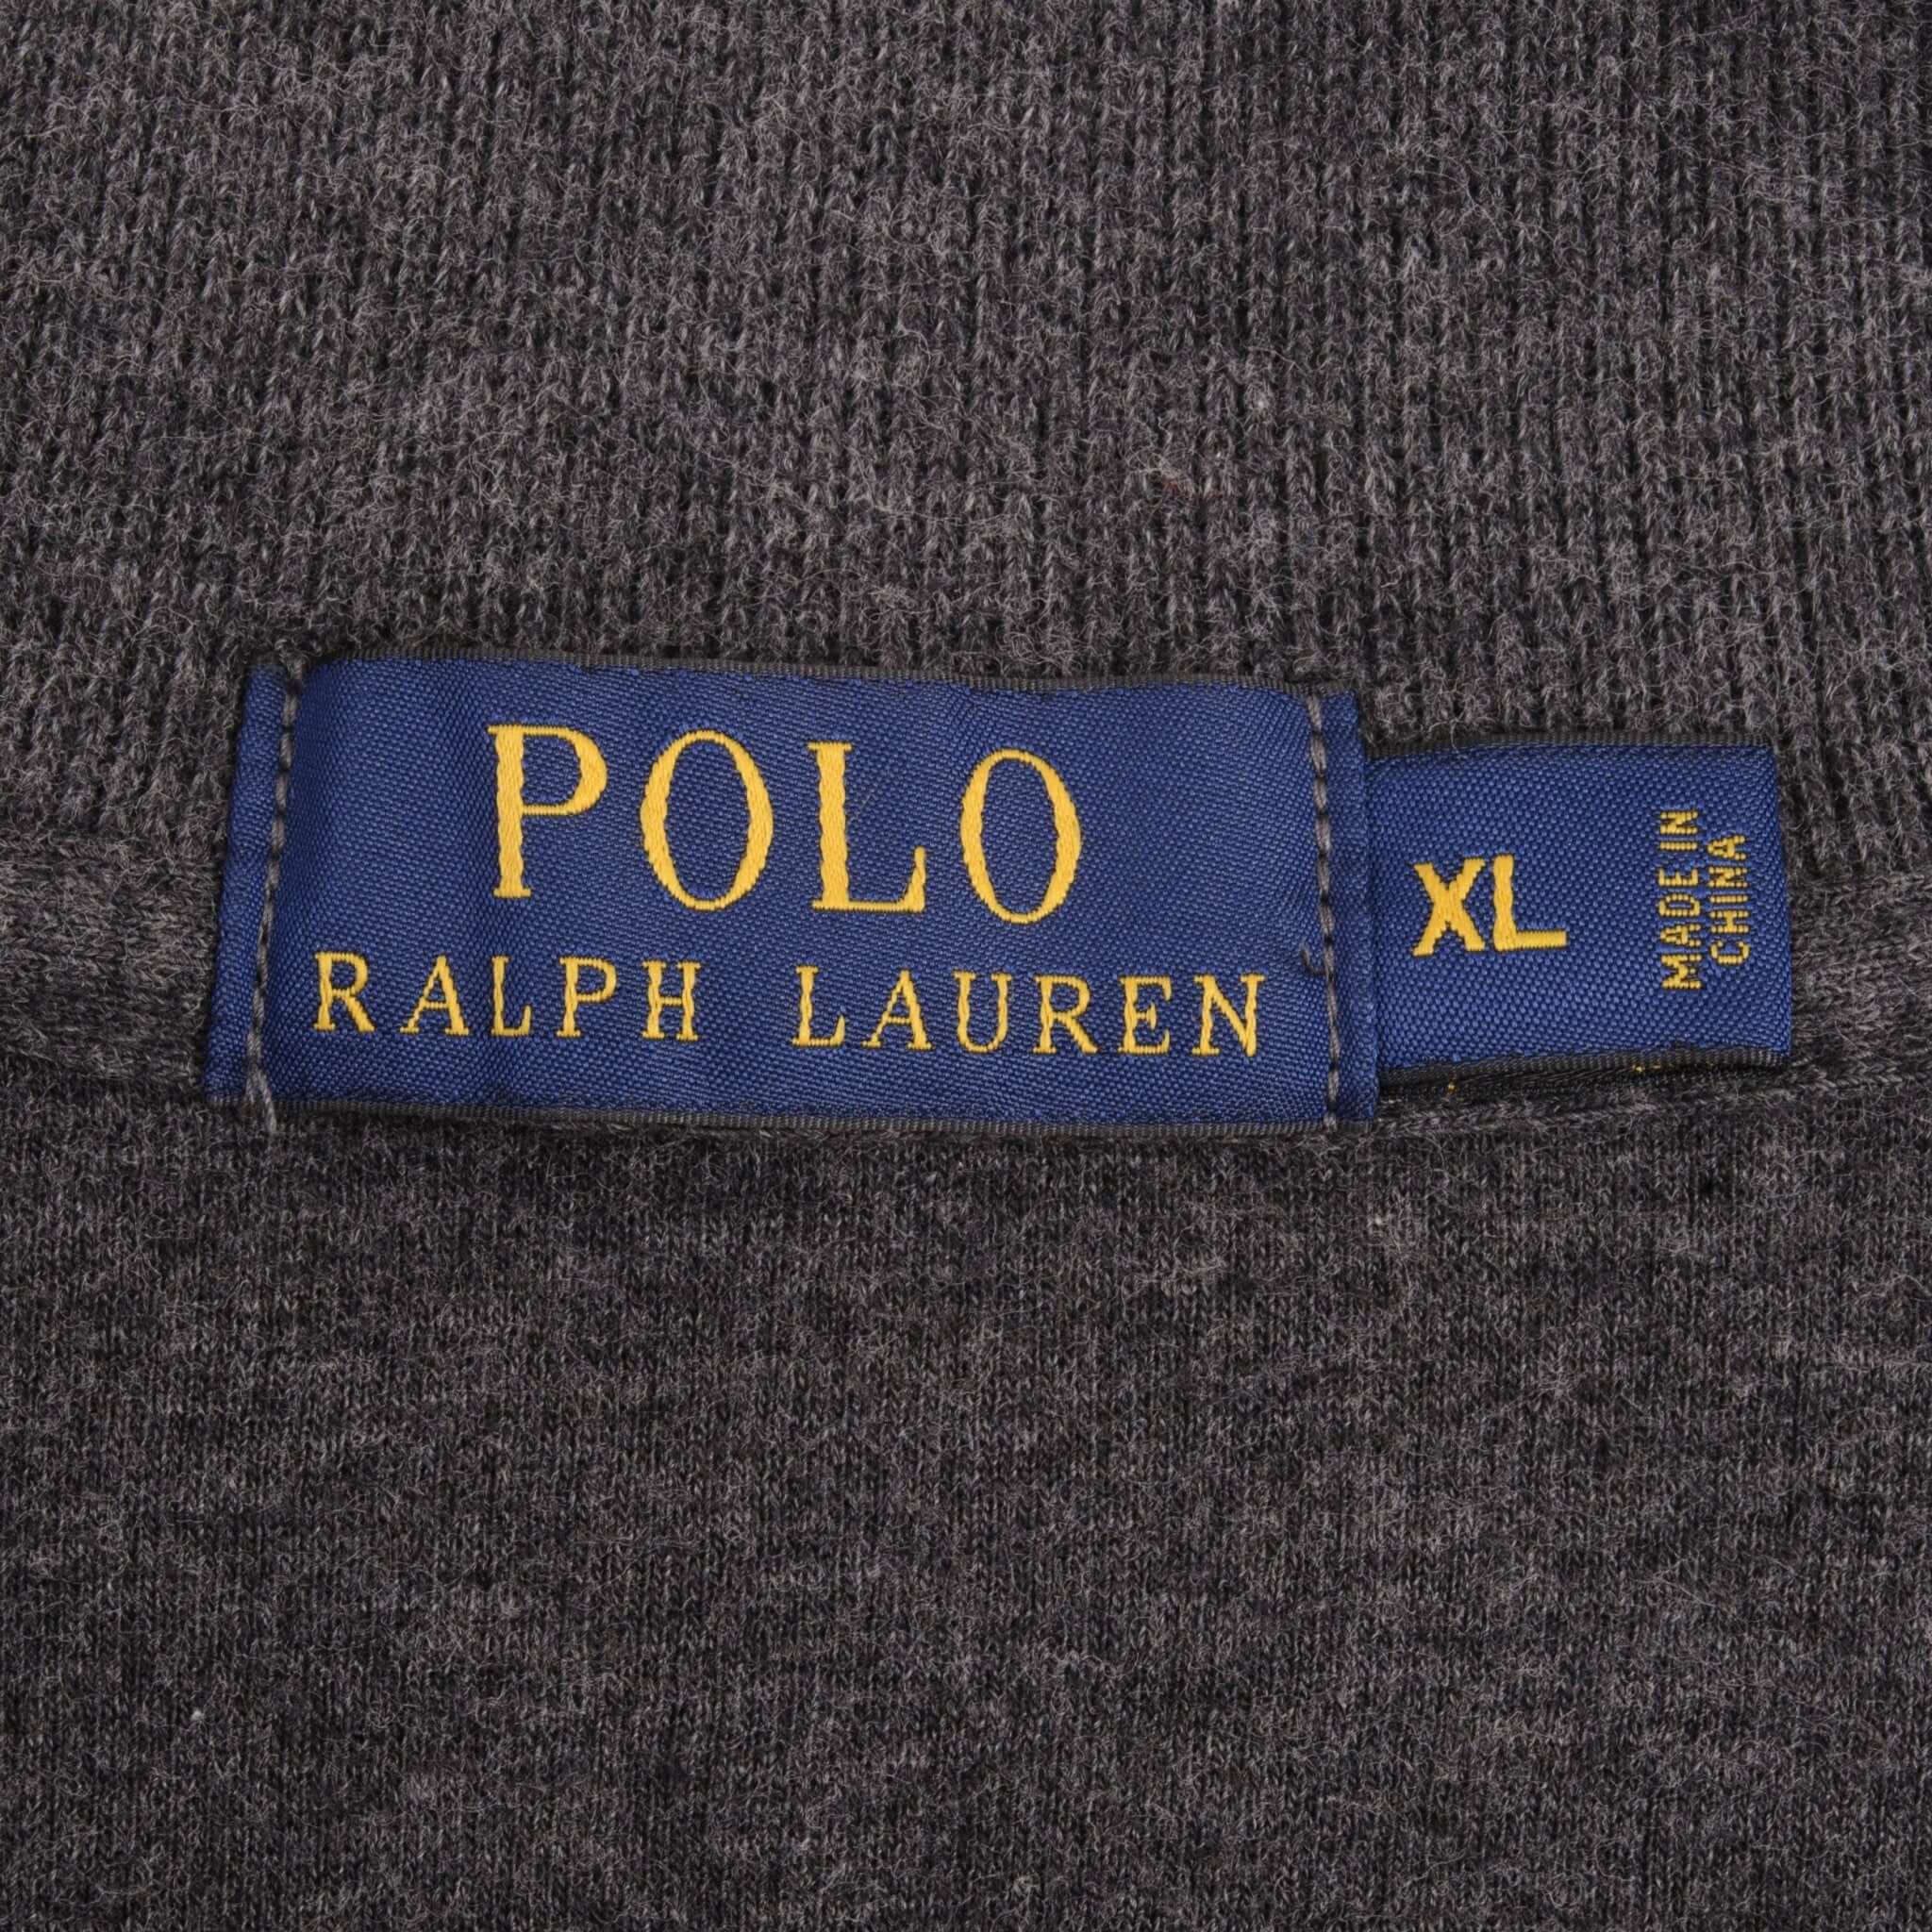 POLO
RALPH LAUREN
XL
MADE IN
CHINA